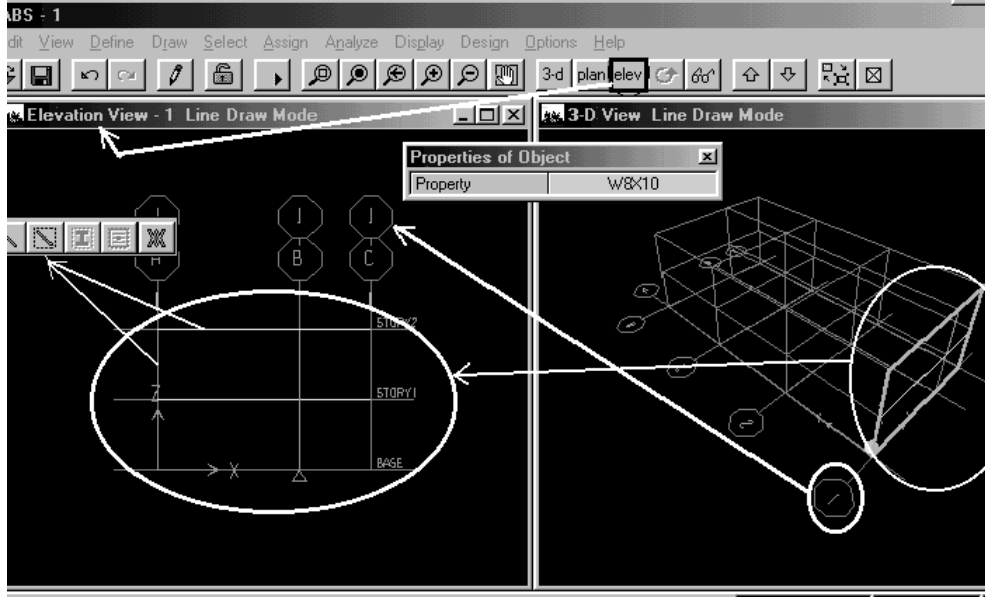 ABS - 1
dit View Define Draw Select Assign Analyze Display Design Options Help
3-d plan elev
Elevation View - 1 Line Draw Mode
3-D View Line Draw Mode
Properties of Object
Property W8X10
B C
STORY2
Z
STORY1
X
BASE